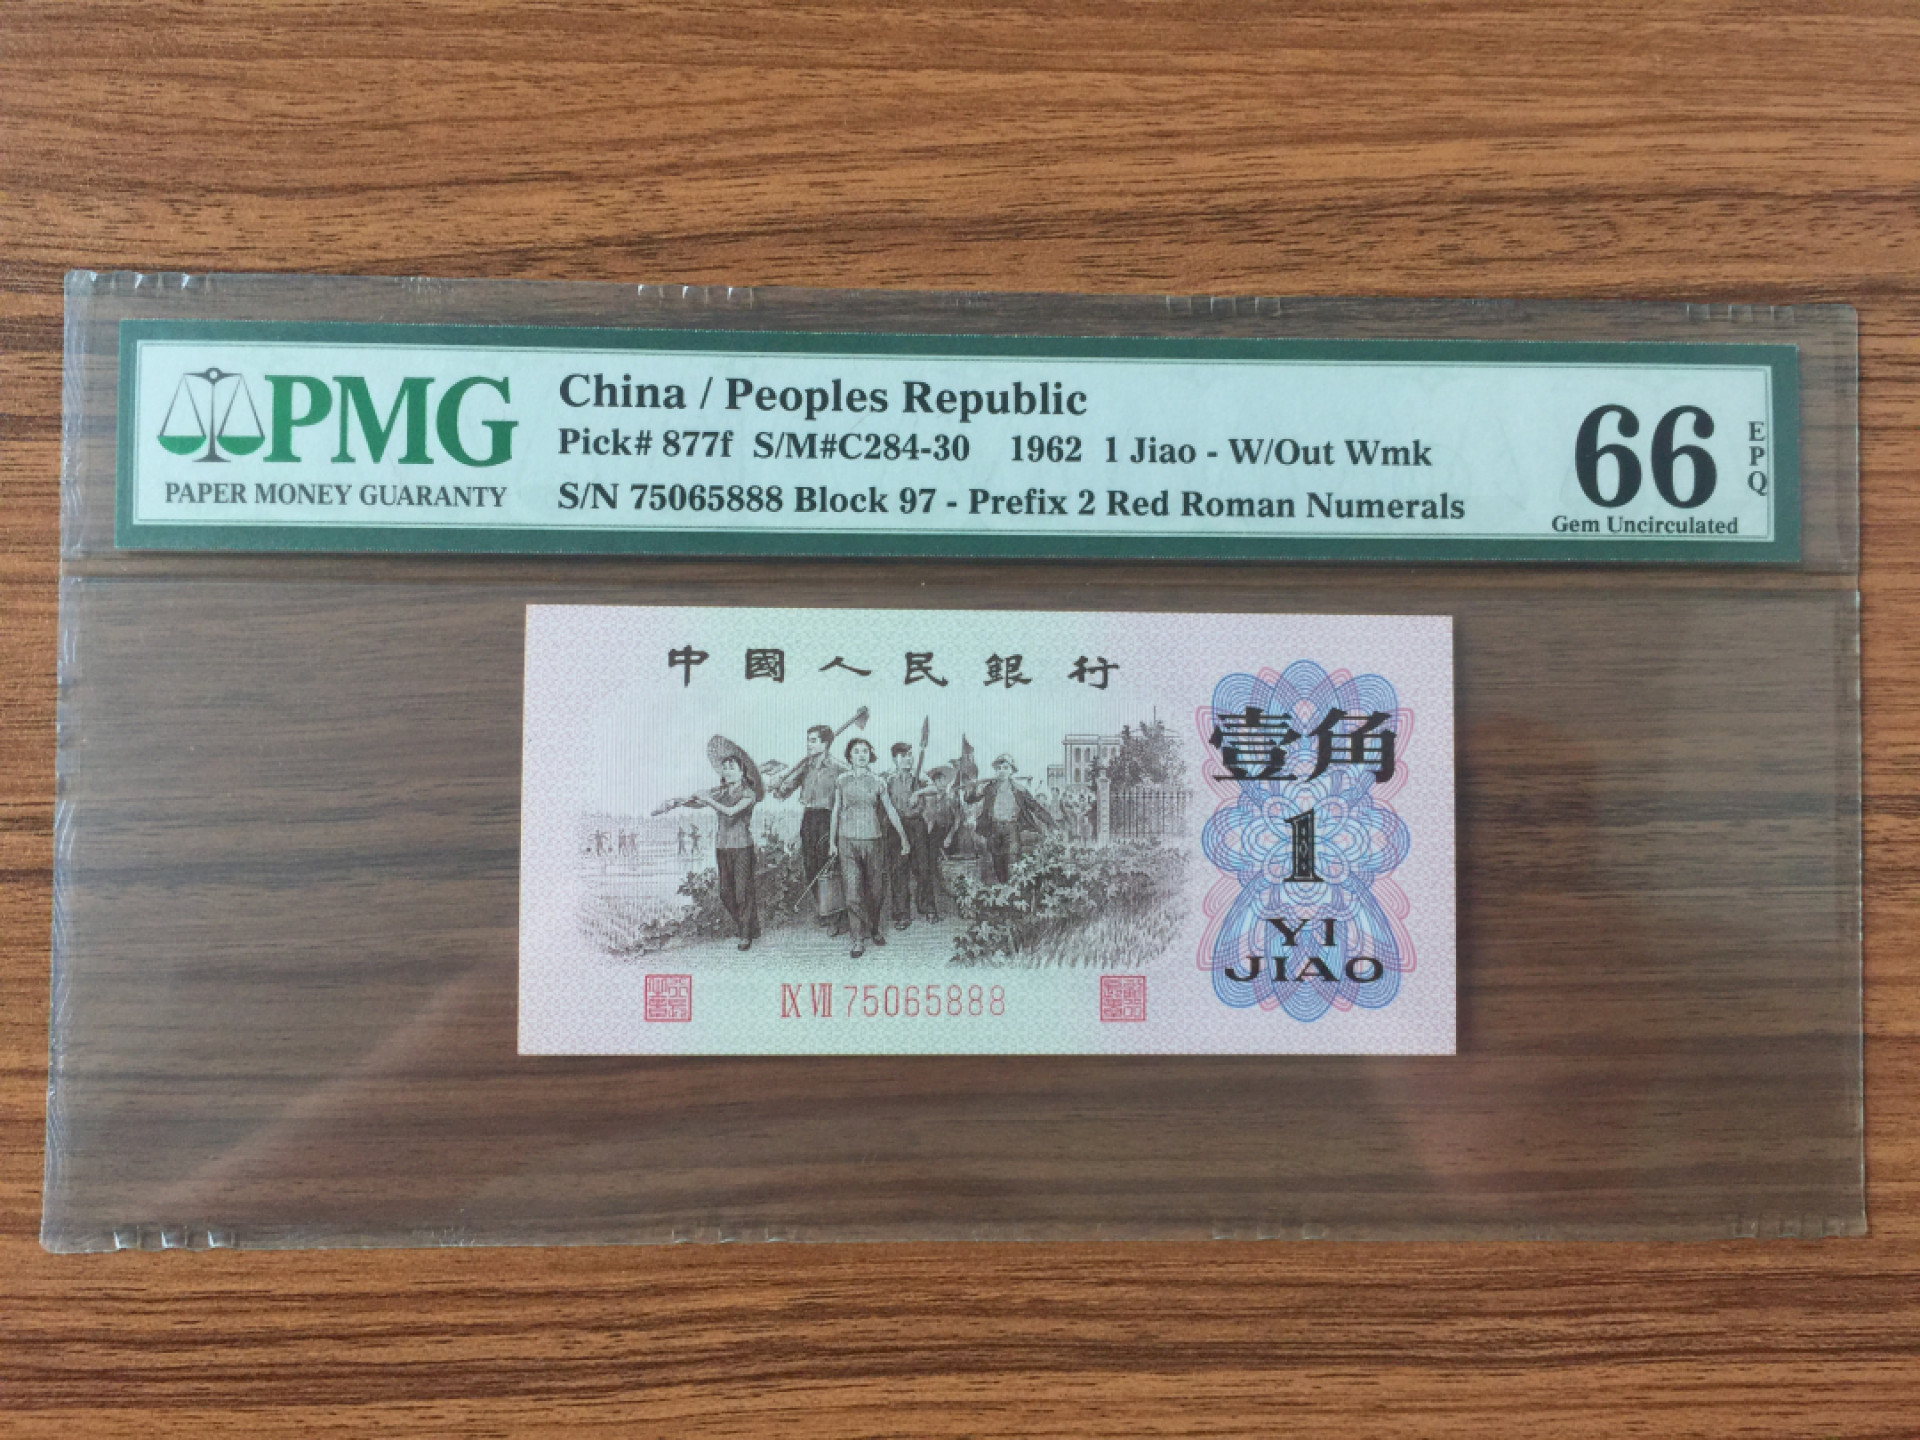 PMG
PAPER MONEY GUARANTY
China / Peoples Republic
Pick# 877f S/M#C284-30 1962 1 Jiao - W/Out Wmk
S/N 75065888 Block 97 - Prefix 2 Red Roman Numerals
66
EPQ
Gem Uncirculated
中國人民銀行
壹角
1
YI
JIAO
IX VII 75065888